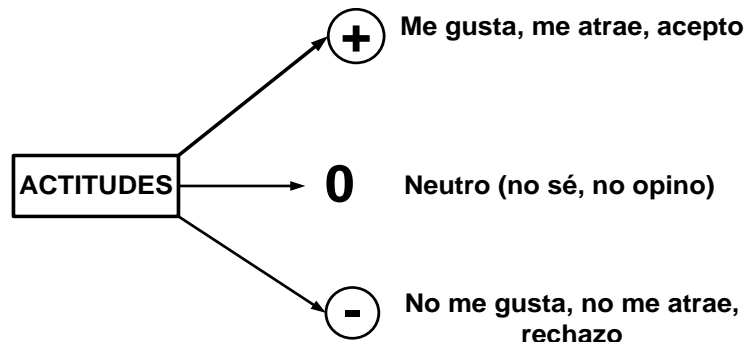 + Me gusta, me atrae, acepto
ACTITUDES
0 Neutro (no sé, no opino)
- No me gusta, no me atrae,
rechazo